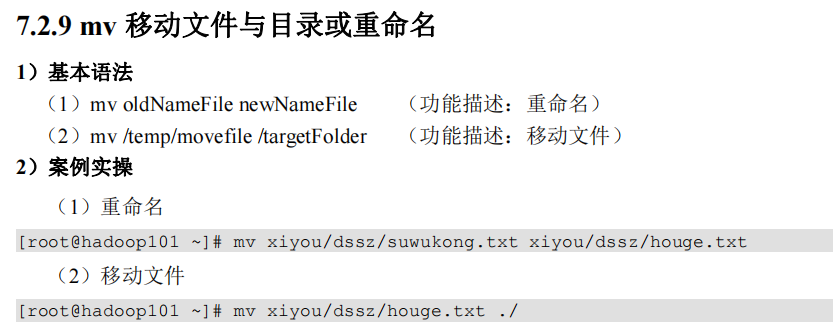 7.2.9 mv 移动文件与目录或重命名
1）基本语法
（1）mv oldNameFile newNameFile （功能描述：重命名）
（2）mv /temp/movefile /targetFolder （功能描述：移动文件）
2）案例实操
（1）重命名
[root@hadoop101 ~]# mv xiyou/dssz/suwukong.txt xiyou/dssz/houge.txt
（2）移动文件
[root@hadoop101 ~]# mv xiyou/dssz/houge.txt ./